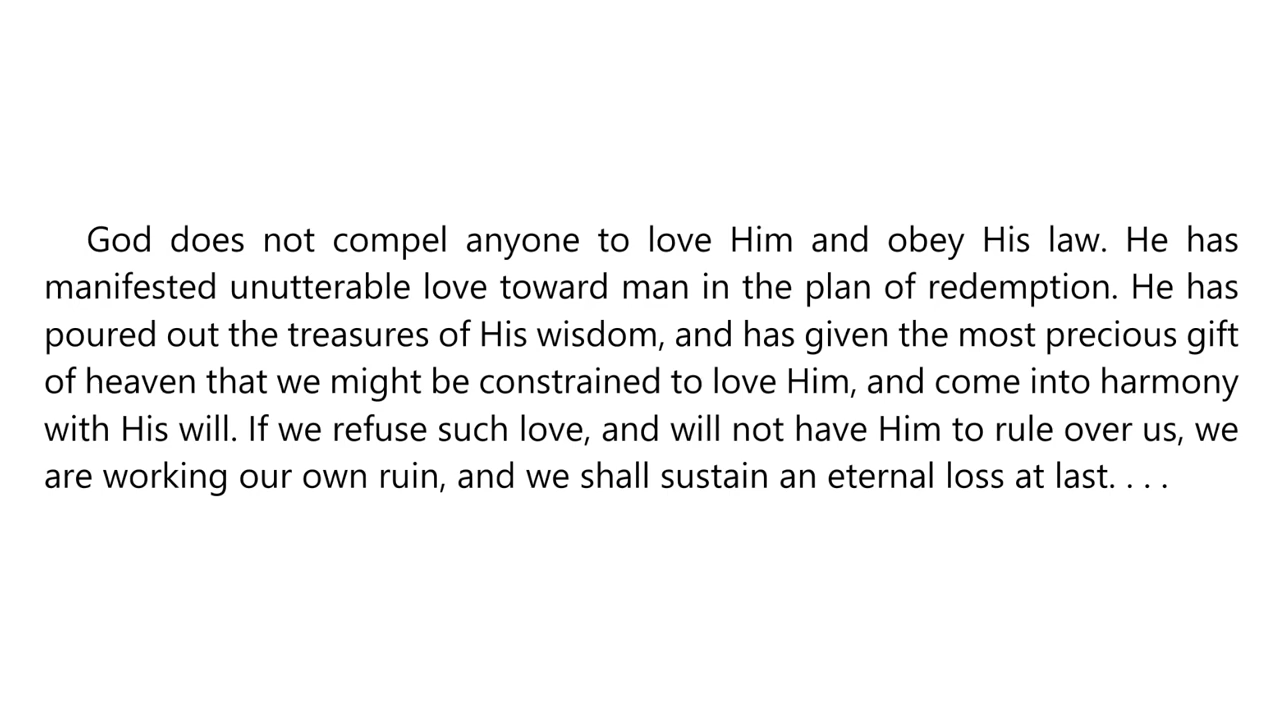 God does not compel anyone to love Him and obey His law. He has
manifested unutterable love toward man in the plan of redemption. He has
poured out the treasures of His wisdom, and has given the most precious gift
of heaven that we might be constrained to love Him, and come into harmony
with His will. If we refuse such love, and will not have Him to rule over us, we
are working our own ruin, and we shall sustain an eternal loss at last. . . .